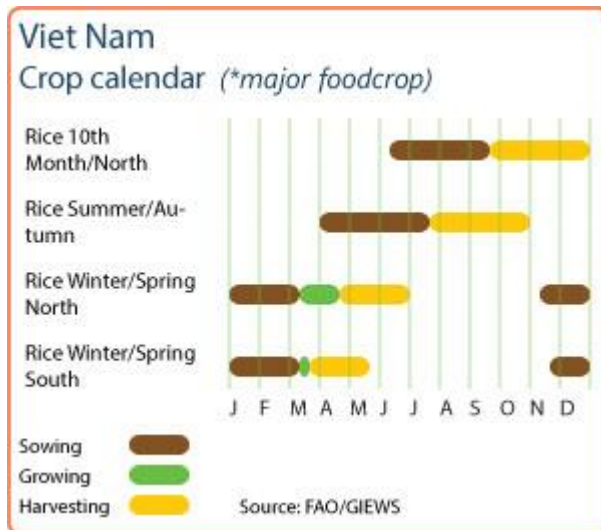 Viet Nam
Crop calendar (*major foodcrop)
Rice 10th
Month/North
Rice Summer/Au-
tumn
Rice Winter/Spring
North
Rice Winter/Spring
South
J F M A M J J A S O N D
Sowing
Growing
Harvesting
Source: FAO/GIEWS